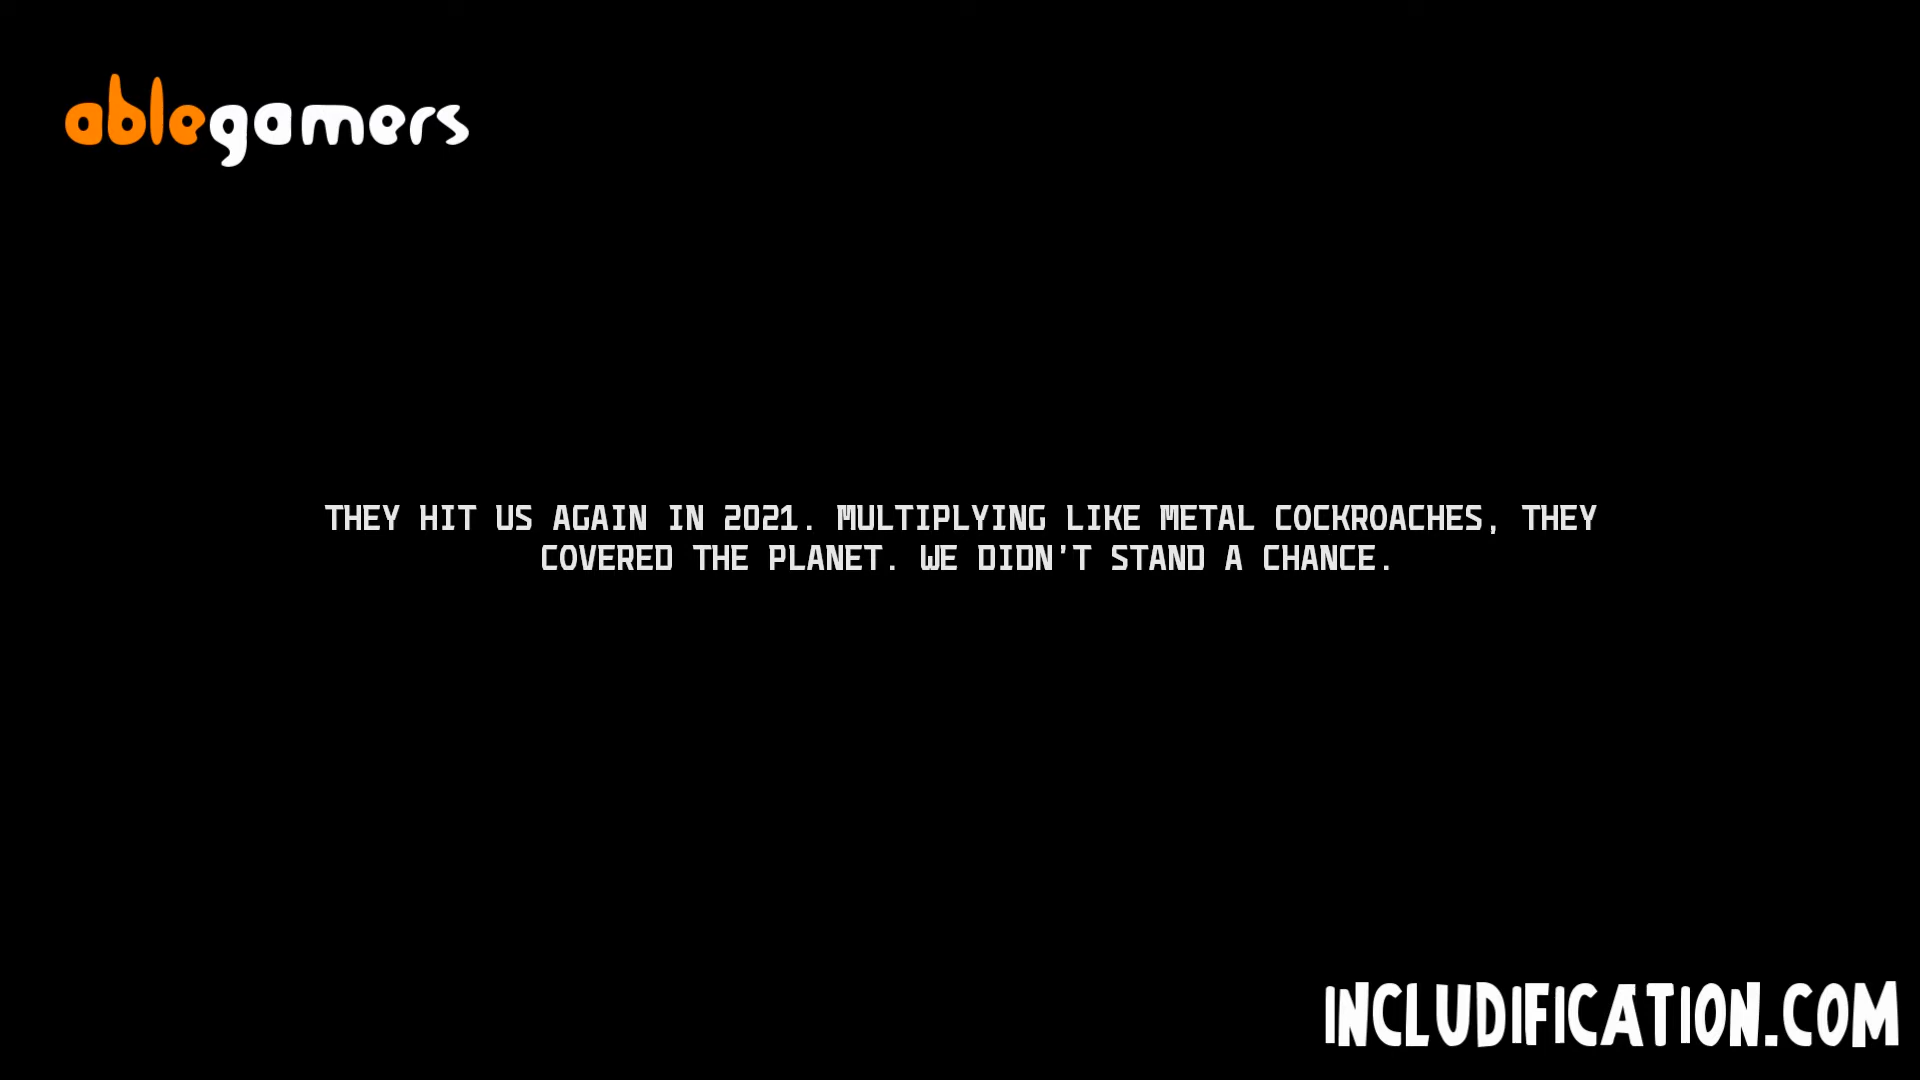 ablegamers
THEY HIT US AGAIN IN 2021. MULTIPLYING LIKE METAL COCKROACHES, THEY
COVERED THE PLANET. WE DIDN'T STAND A CHANCE.
INCLUDIFICATION.COM